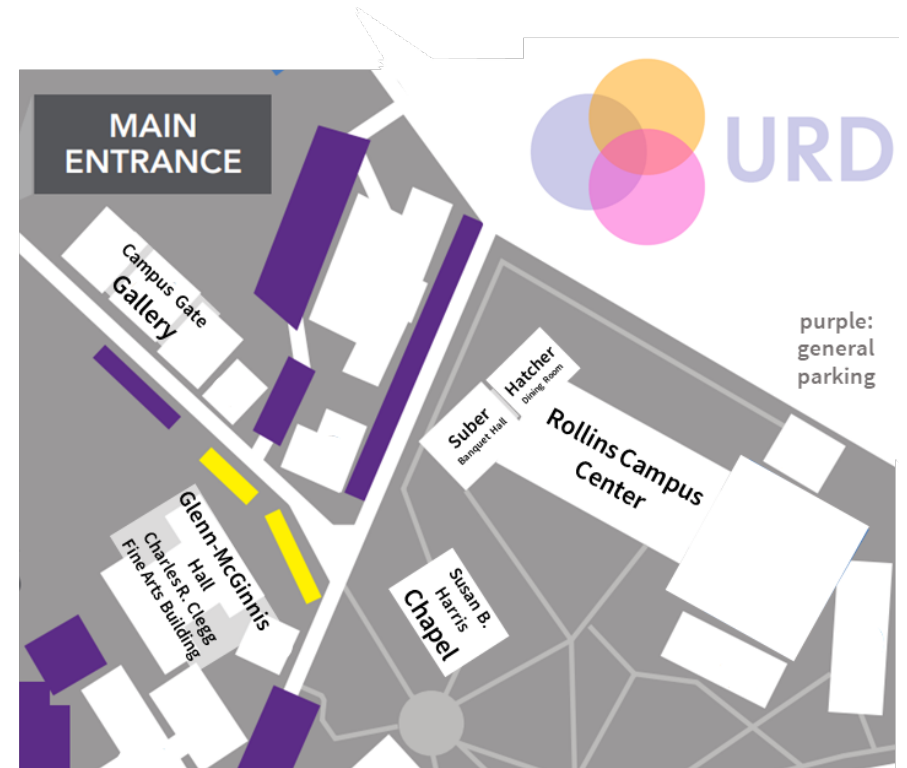 MAIN
ENTRANCE
URD
Campus Gate
Gallery
purple:
general
parking
Hatcher
Dining Room
Suber
Banquet Hall
Rollins Campus
Center
Glenn-McGinnis
Hall
Charles R. Clegg
Fine Arts Building
Susan B.
Harris
Chapel